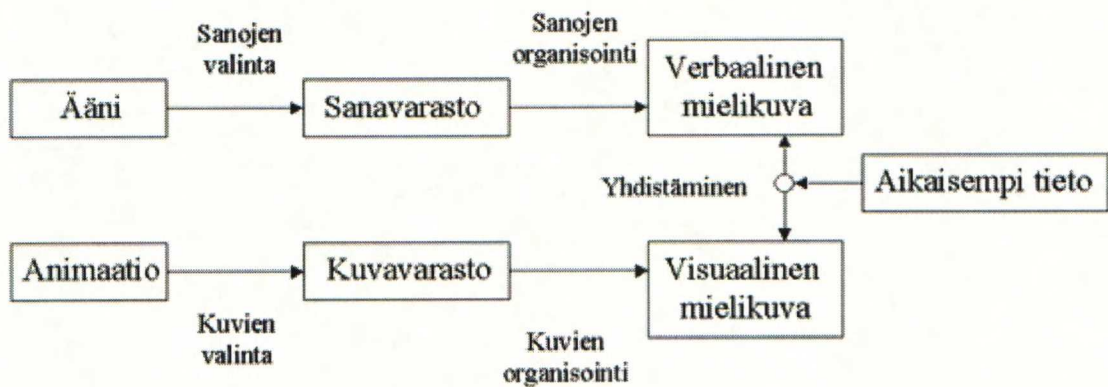 Sanojen
valinta
Sanojen
organisointi
Ääni
Sanavarasto
Verbaalinen
mielikuva
Yhdistäminen
Aikaisempi tieto
Animaatio
Kuvavarasto
Visuaalinen
mielikuva
Kuvien
valinta
Kuvien
organisointi